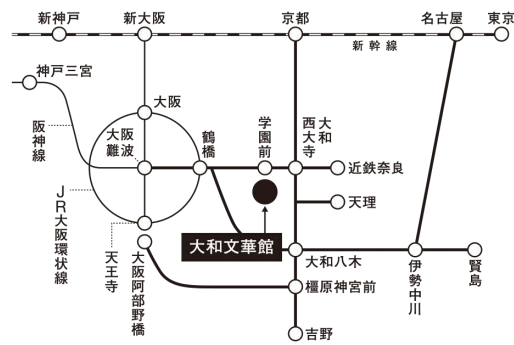 新神戸
新大阪
京都
名古屋
東京
新幹線
神戸三宮
大阪
阪神線
大阪
難波
鶴橋
学園前
大和
西大寺
近鉄奈良
天理
JR大阪環状線
大和文華館
天王寺
大阪阿部野橋
大和八木
伊勢中川
賢島
橿原神宮前
吉野